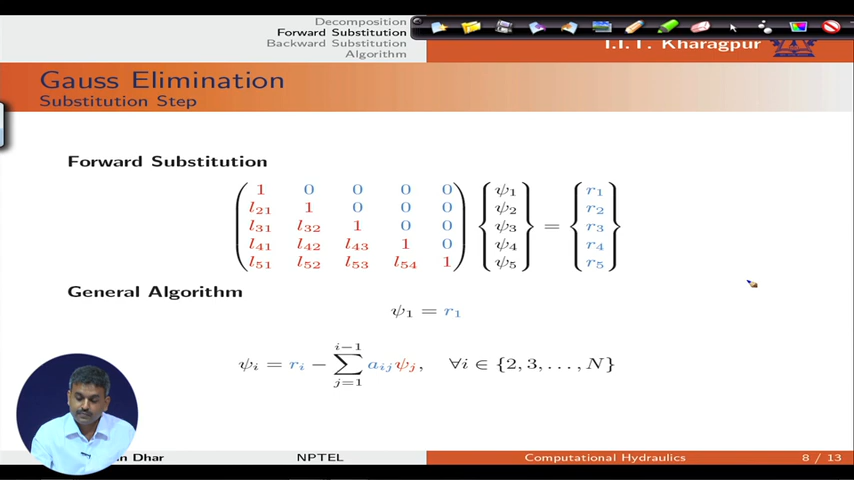 Decomposition
Forward Substitution
Backward Substitution
Algorithm
I.I.T. Kharagpur
Gauss Elimination
Substitution Step
Forward Substitution
1 0 0 0 0 ψ1 r1
l21 1 0 0 0 ψ2 r2
l31 l32 1 0 0 ψ3 = r3
l41 l42 l43 1 0 ψ4 r4
l51 l52 l53 l54 1 ψ5 r5
General Algorithm
ψ1 = r1
ψi = ri − ∑_{j=1}^{i−1} aijψj, ∀i ∈ {2, 3, . . . , N}
Dhar NPTEL Computational Hydraulics 8 / 13